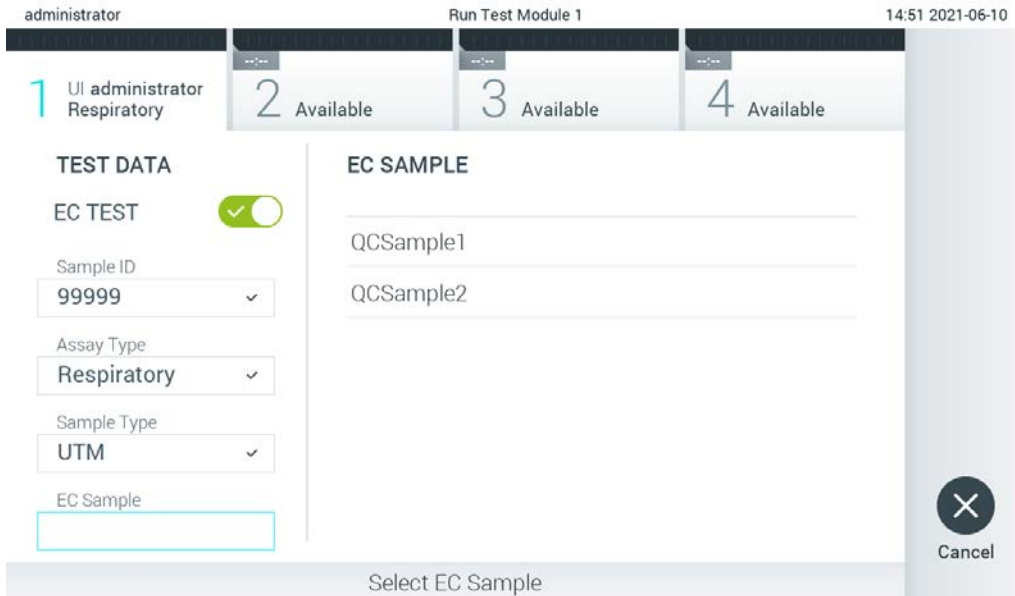 administrator Run Test Module 1 14:51 2021-06-10
--:-- --:-- --:--
1 UI administrator
Respiratory
2 Available
3 Available
4 Available
TEST DATA
EC TEST
Sample ID
99999
Assay Type
Respiratory
Sample Type
UTM
EC Sample
EC SAMPLE
QCSample1
QCSample2
Cancel
Select EC Sample